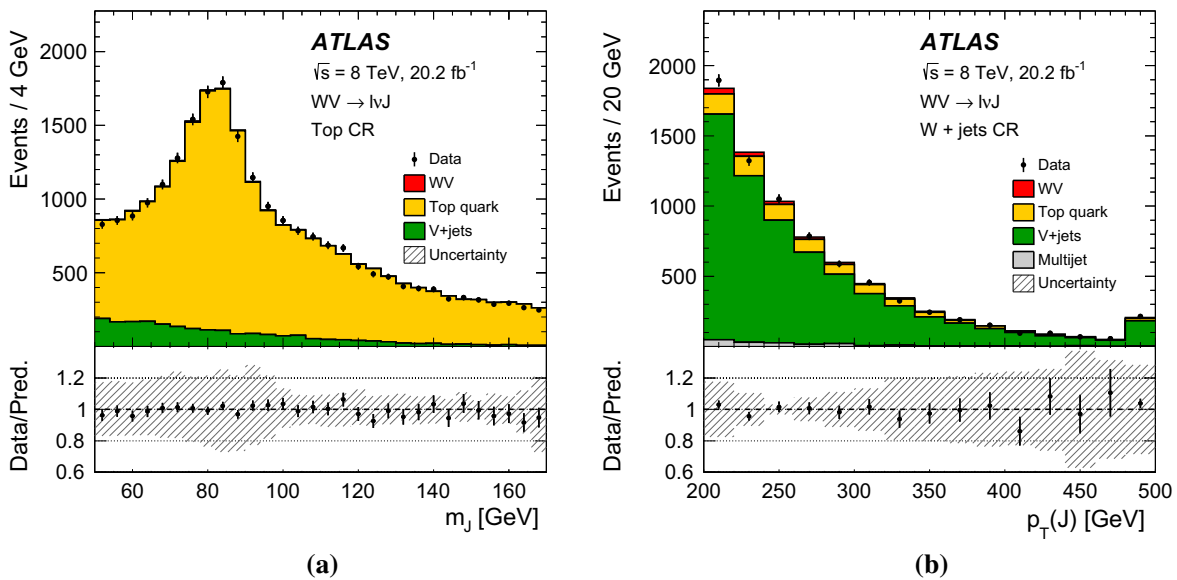 ATLAS
√s = 8 TeV, 20.2 fb⁻¹
WV → lνJ
Top CR
Data
WV
Top quark
V+jets
Uncertainty
Events / 4 GeV
2000
1500
1000
500
Data/Pred.
1.2
1
0.8
0.6
60 80 100 120 140 160
m_J [GeV]
(a)
ATLAS
√s = 8 TeV, 20.2 fb⁻¹
WV → lνJ
W + jets CR
Data
WV
Top quark
V+jets
Multijet
Uncertainty
Events / 20 GeV
2000
1500
1000
500
Data/Pred.
1.2
1
0.8
0.6
200 250 300 350 400 450 500
p_T(J) [GeV]
(b)